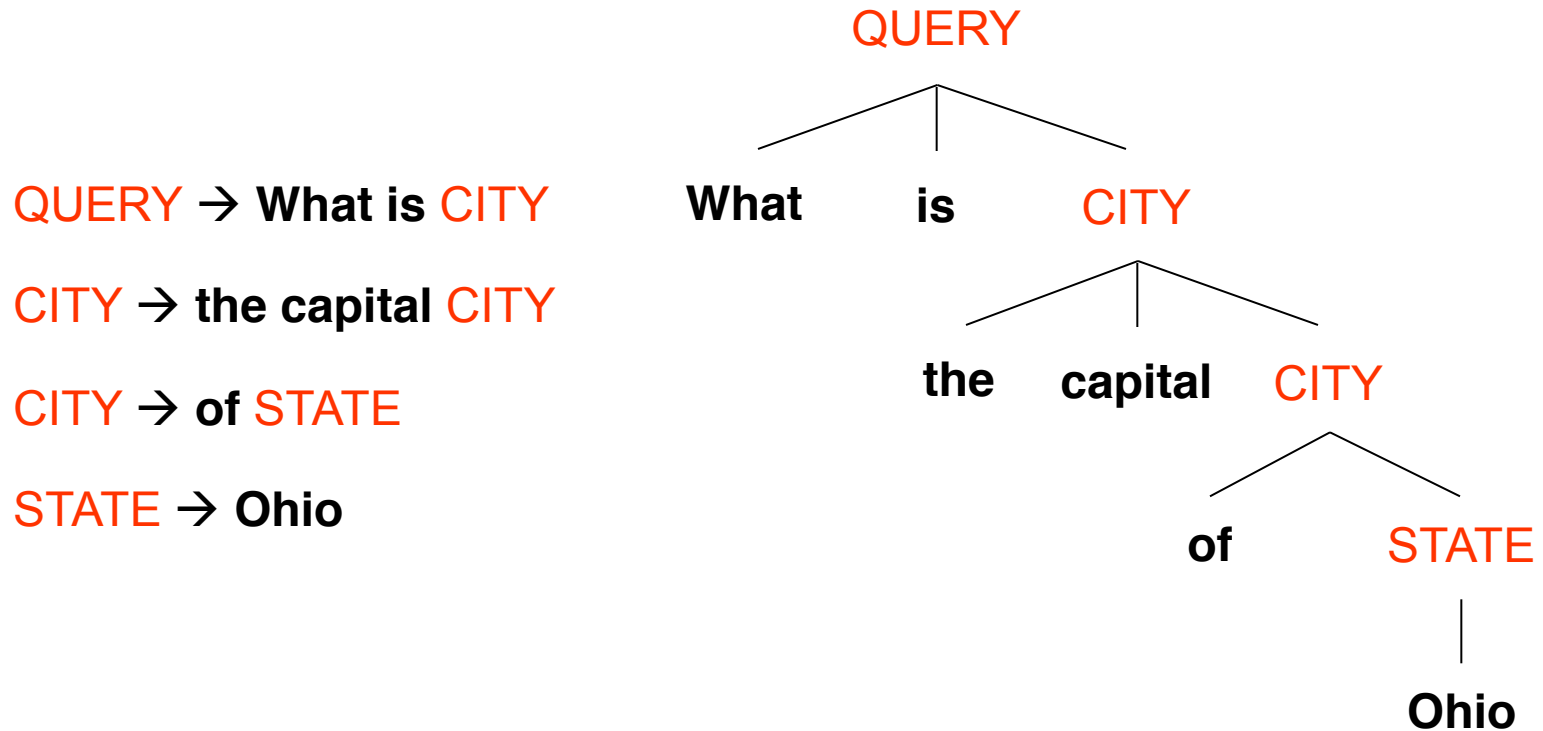 QUERY
QUERY → What is CITY
What is CITY
CITY → the capital CITY
the capital CITY
CITY → of STATE
of STATE
STATE → Ohio
Ohio